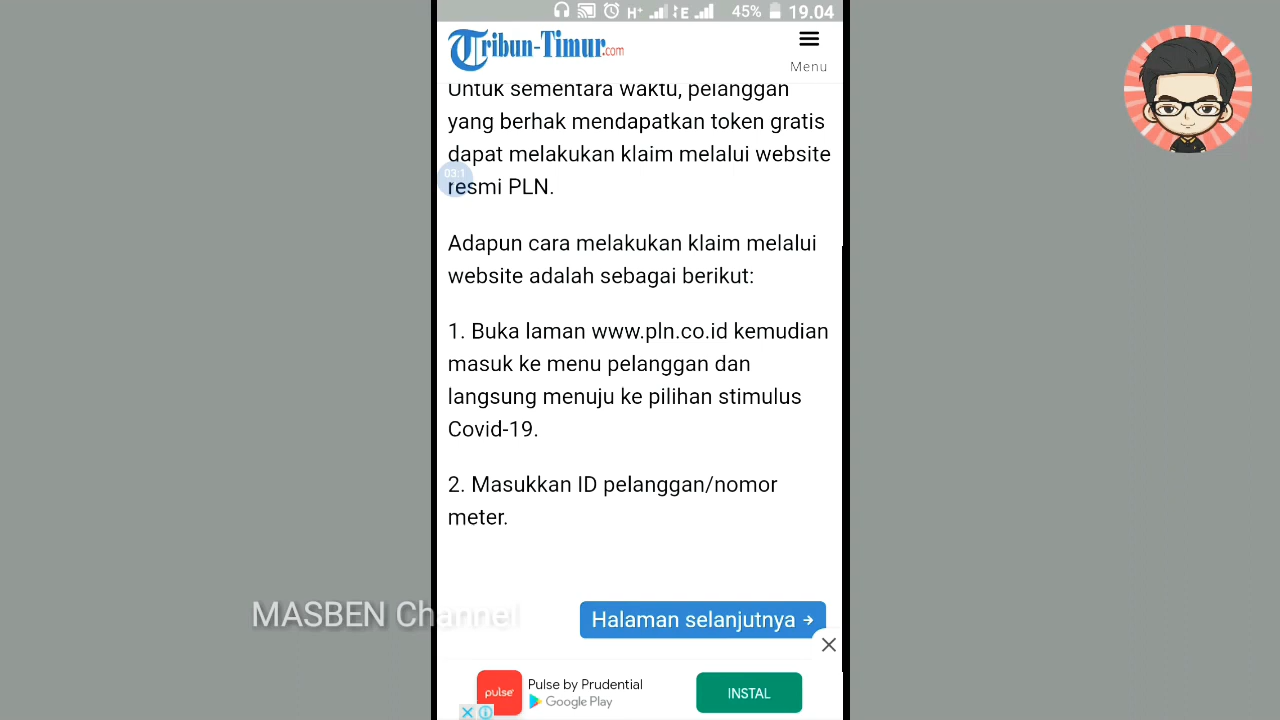 H+ E 45% 19.04
Tribun-Timur.com
Menu
Untuk sementara waktu, pelanggan
yang berhak mendapatkan token gratis
dapat melakukan klaim melalui website
03:1
resmi PLN.
Adapun cara melakukan klaim melalui
website adalah sebagai berikut:
1. Buka laman www.pln.co.id kemudian
masuk ke menu pelanggan dan
langsung menuju ke pilihan stimulus
Covid-19.
2. Masukkan ID pelanggan/nomor
meter.
MASBEN Channel
Halaman selanjutnya →
pulse
Pulse by Prudential
Google Play
INSTAL